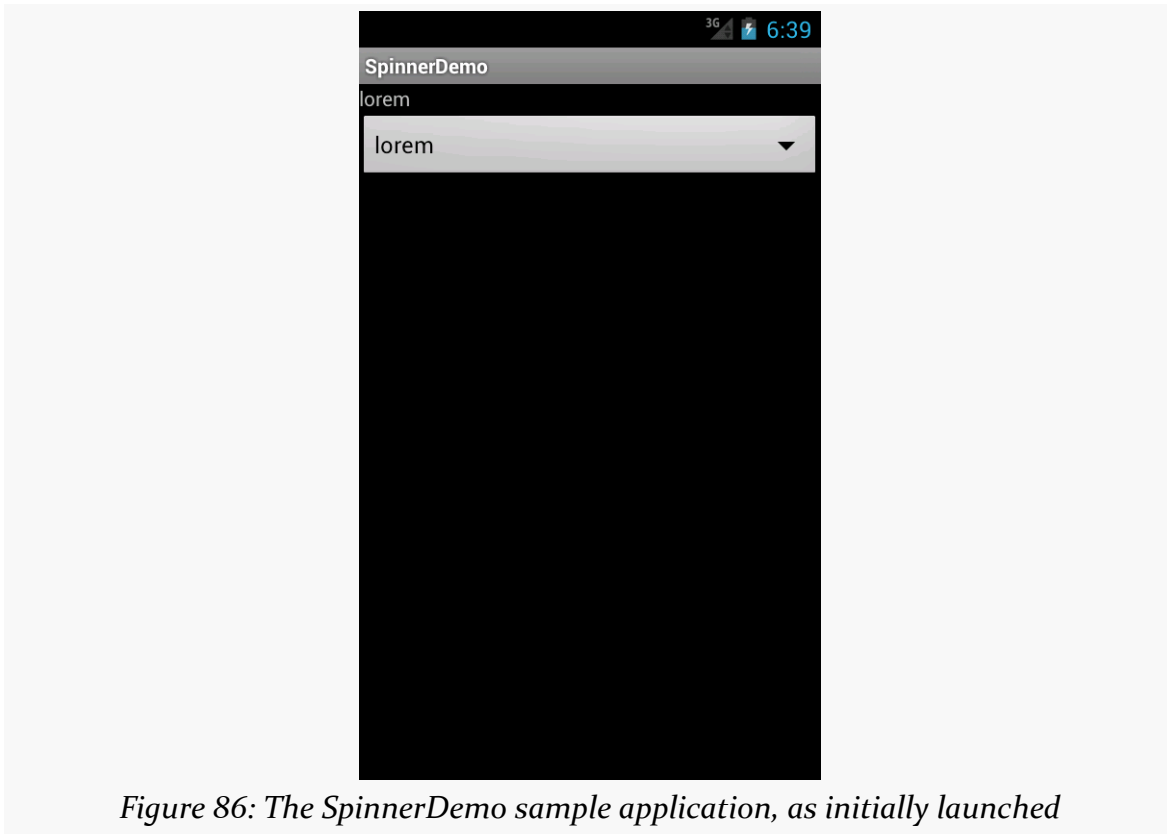 3G 6:39
SpinnerDemo
lorem
lorem
Figure 86: The SpinnerDemo sample application, as initially launched